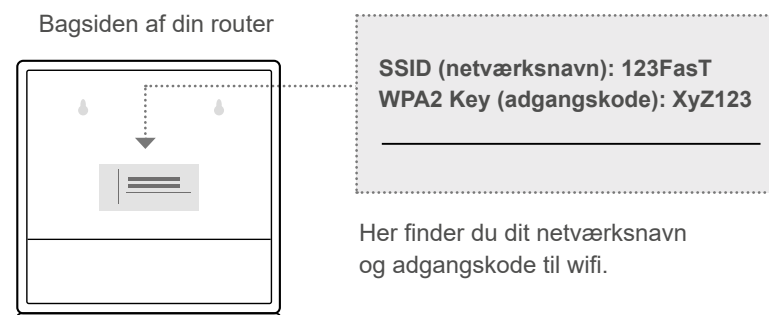 Bagsiden af din router
SSID (netværksnavn): 123FasT
WPA2 Key (adgangskode): XyZ123
Her finder du dit netværksnavn
og adgangskode til wifi.